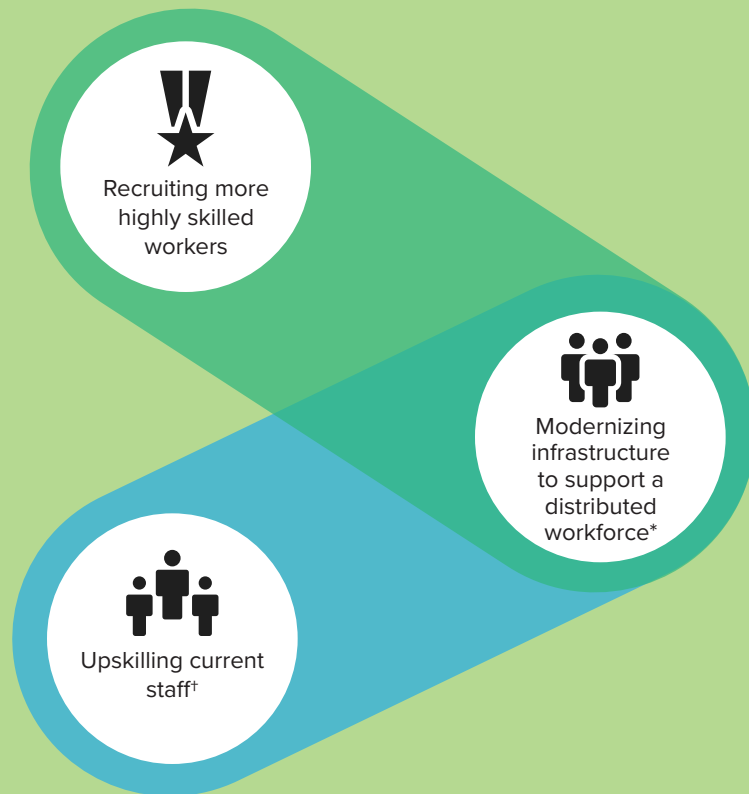 Recruiting more
highly skilled
workers
Modernizing
infrastructure
to support a
distributed
workforce*
Upskilling current
staff†